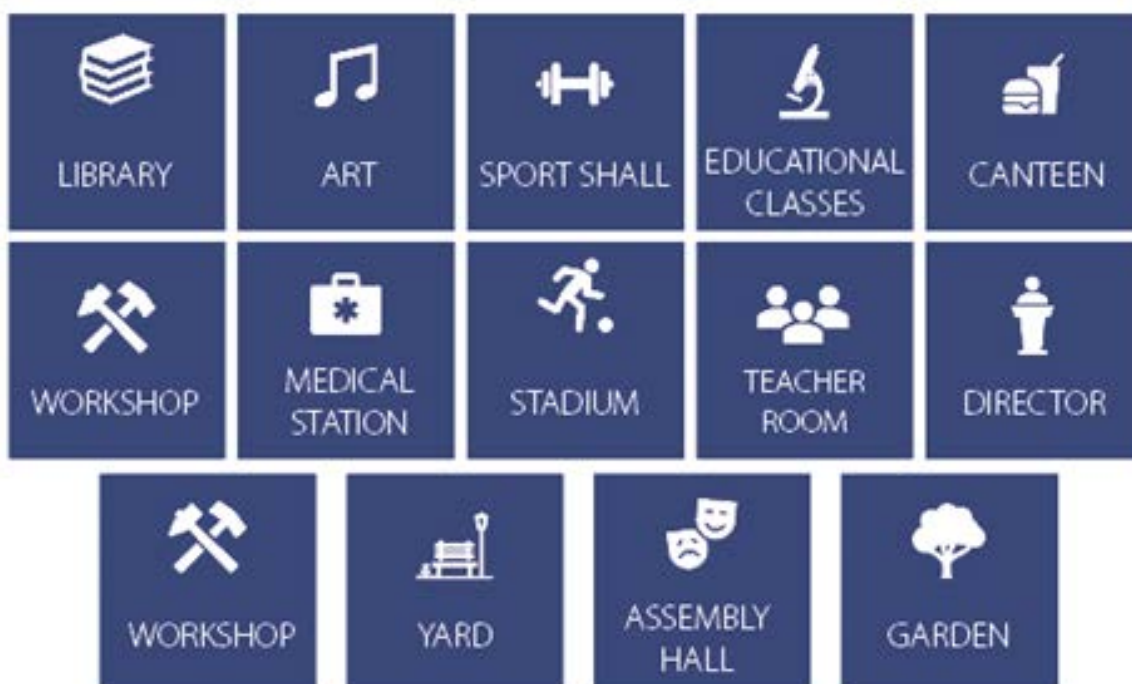 LIBRARY
ART
SPORT SHALL
EDUCATIONAL
CLASSES
CANTEEN
WORKSHOP
MEDICAL
STATION
STADIUM
TEACHER
ROOM
DIRECTOR
WORKSHOP
YARD
ASSEMBLY
HALL
GARDEN